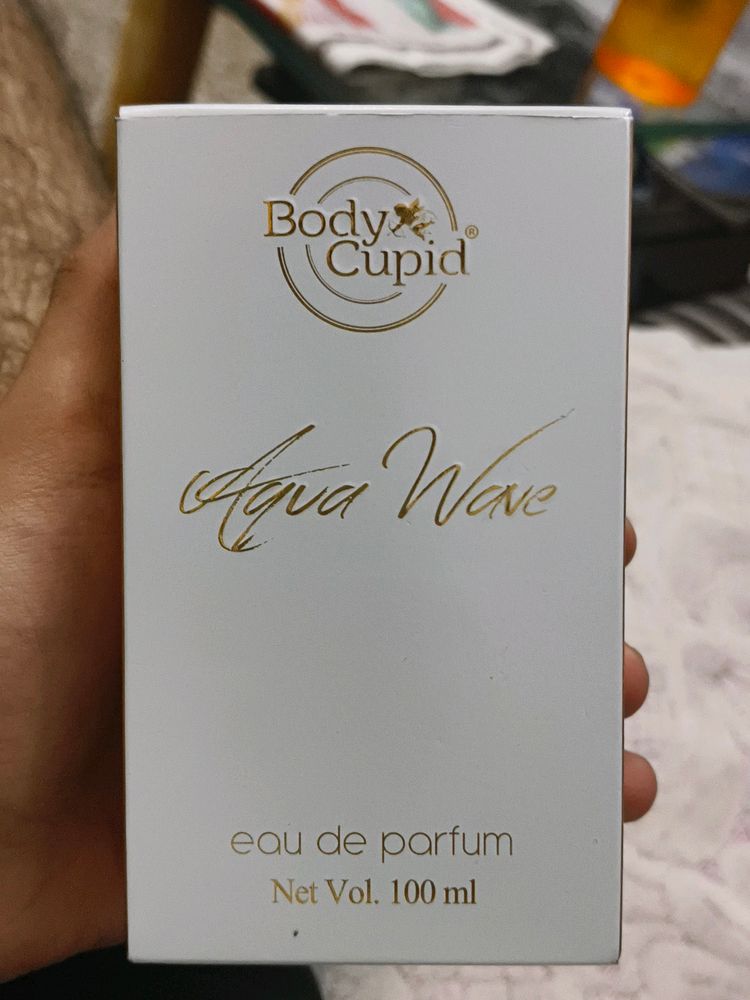 Body
Cupid®
Aqua Wave
eau de parfum
Net Vol. 100 ml